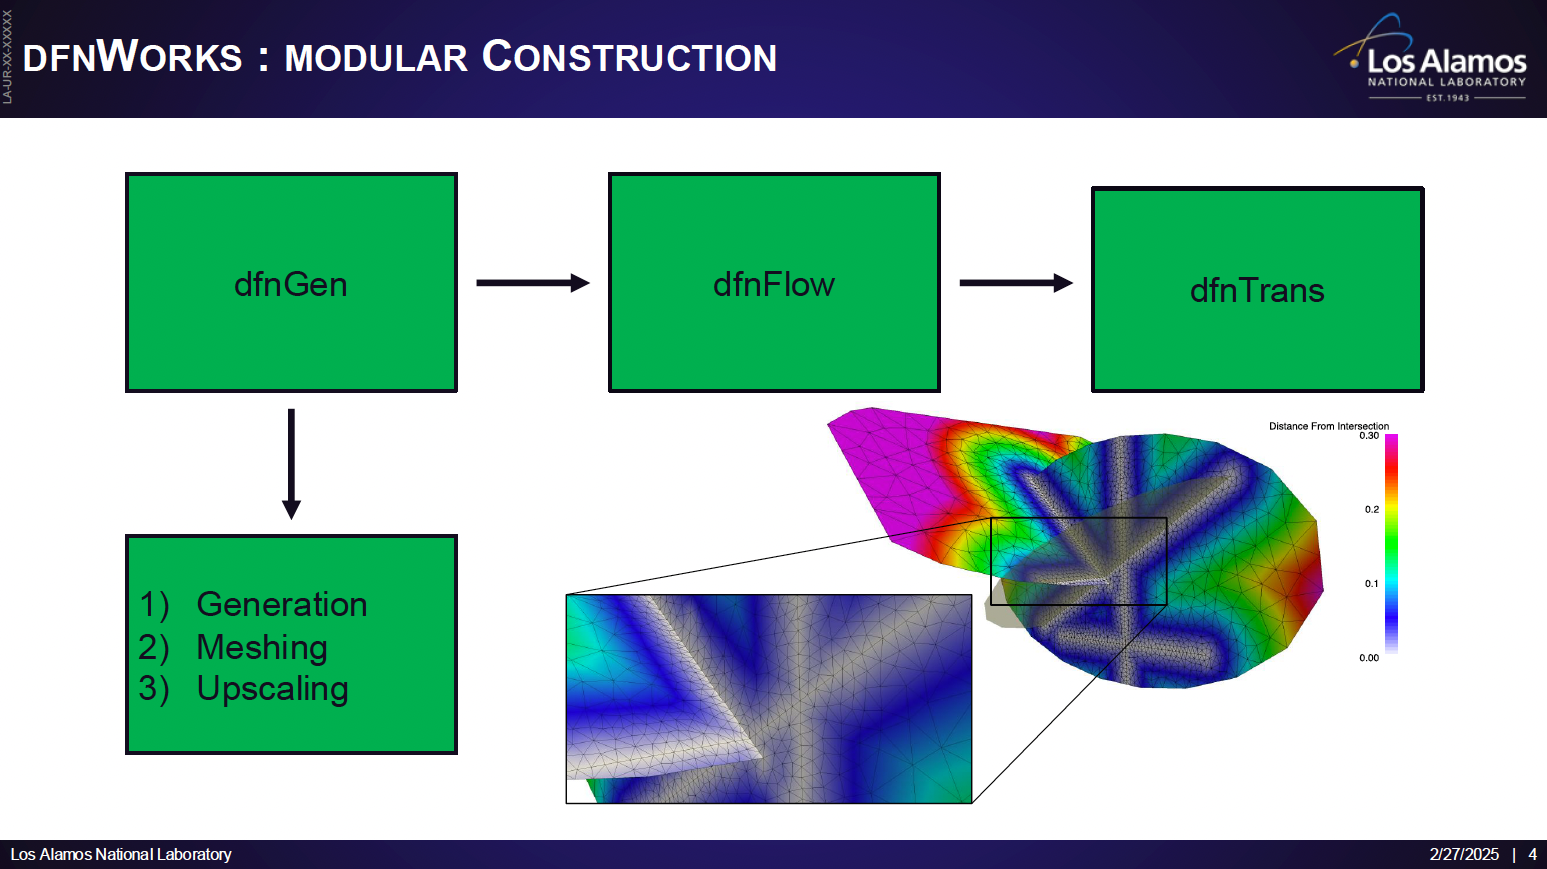 LA-UR-XX-XXXXX
DFNWORKS : MODULAR CONSTRUCTION
Los Alamos
NATIONAL LABORATORY
EST.1943
dfnGen
dfnFlow
dfnTrans
1) Generation
2) Meshing
3) Upscaling
Distance From Intersection
0.30
0.2
0.1
0.00
Los Alamos National Laboratory
2/27/2025 | 4